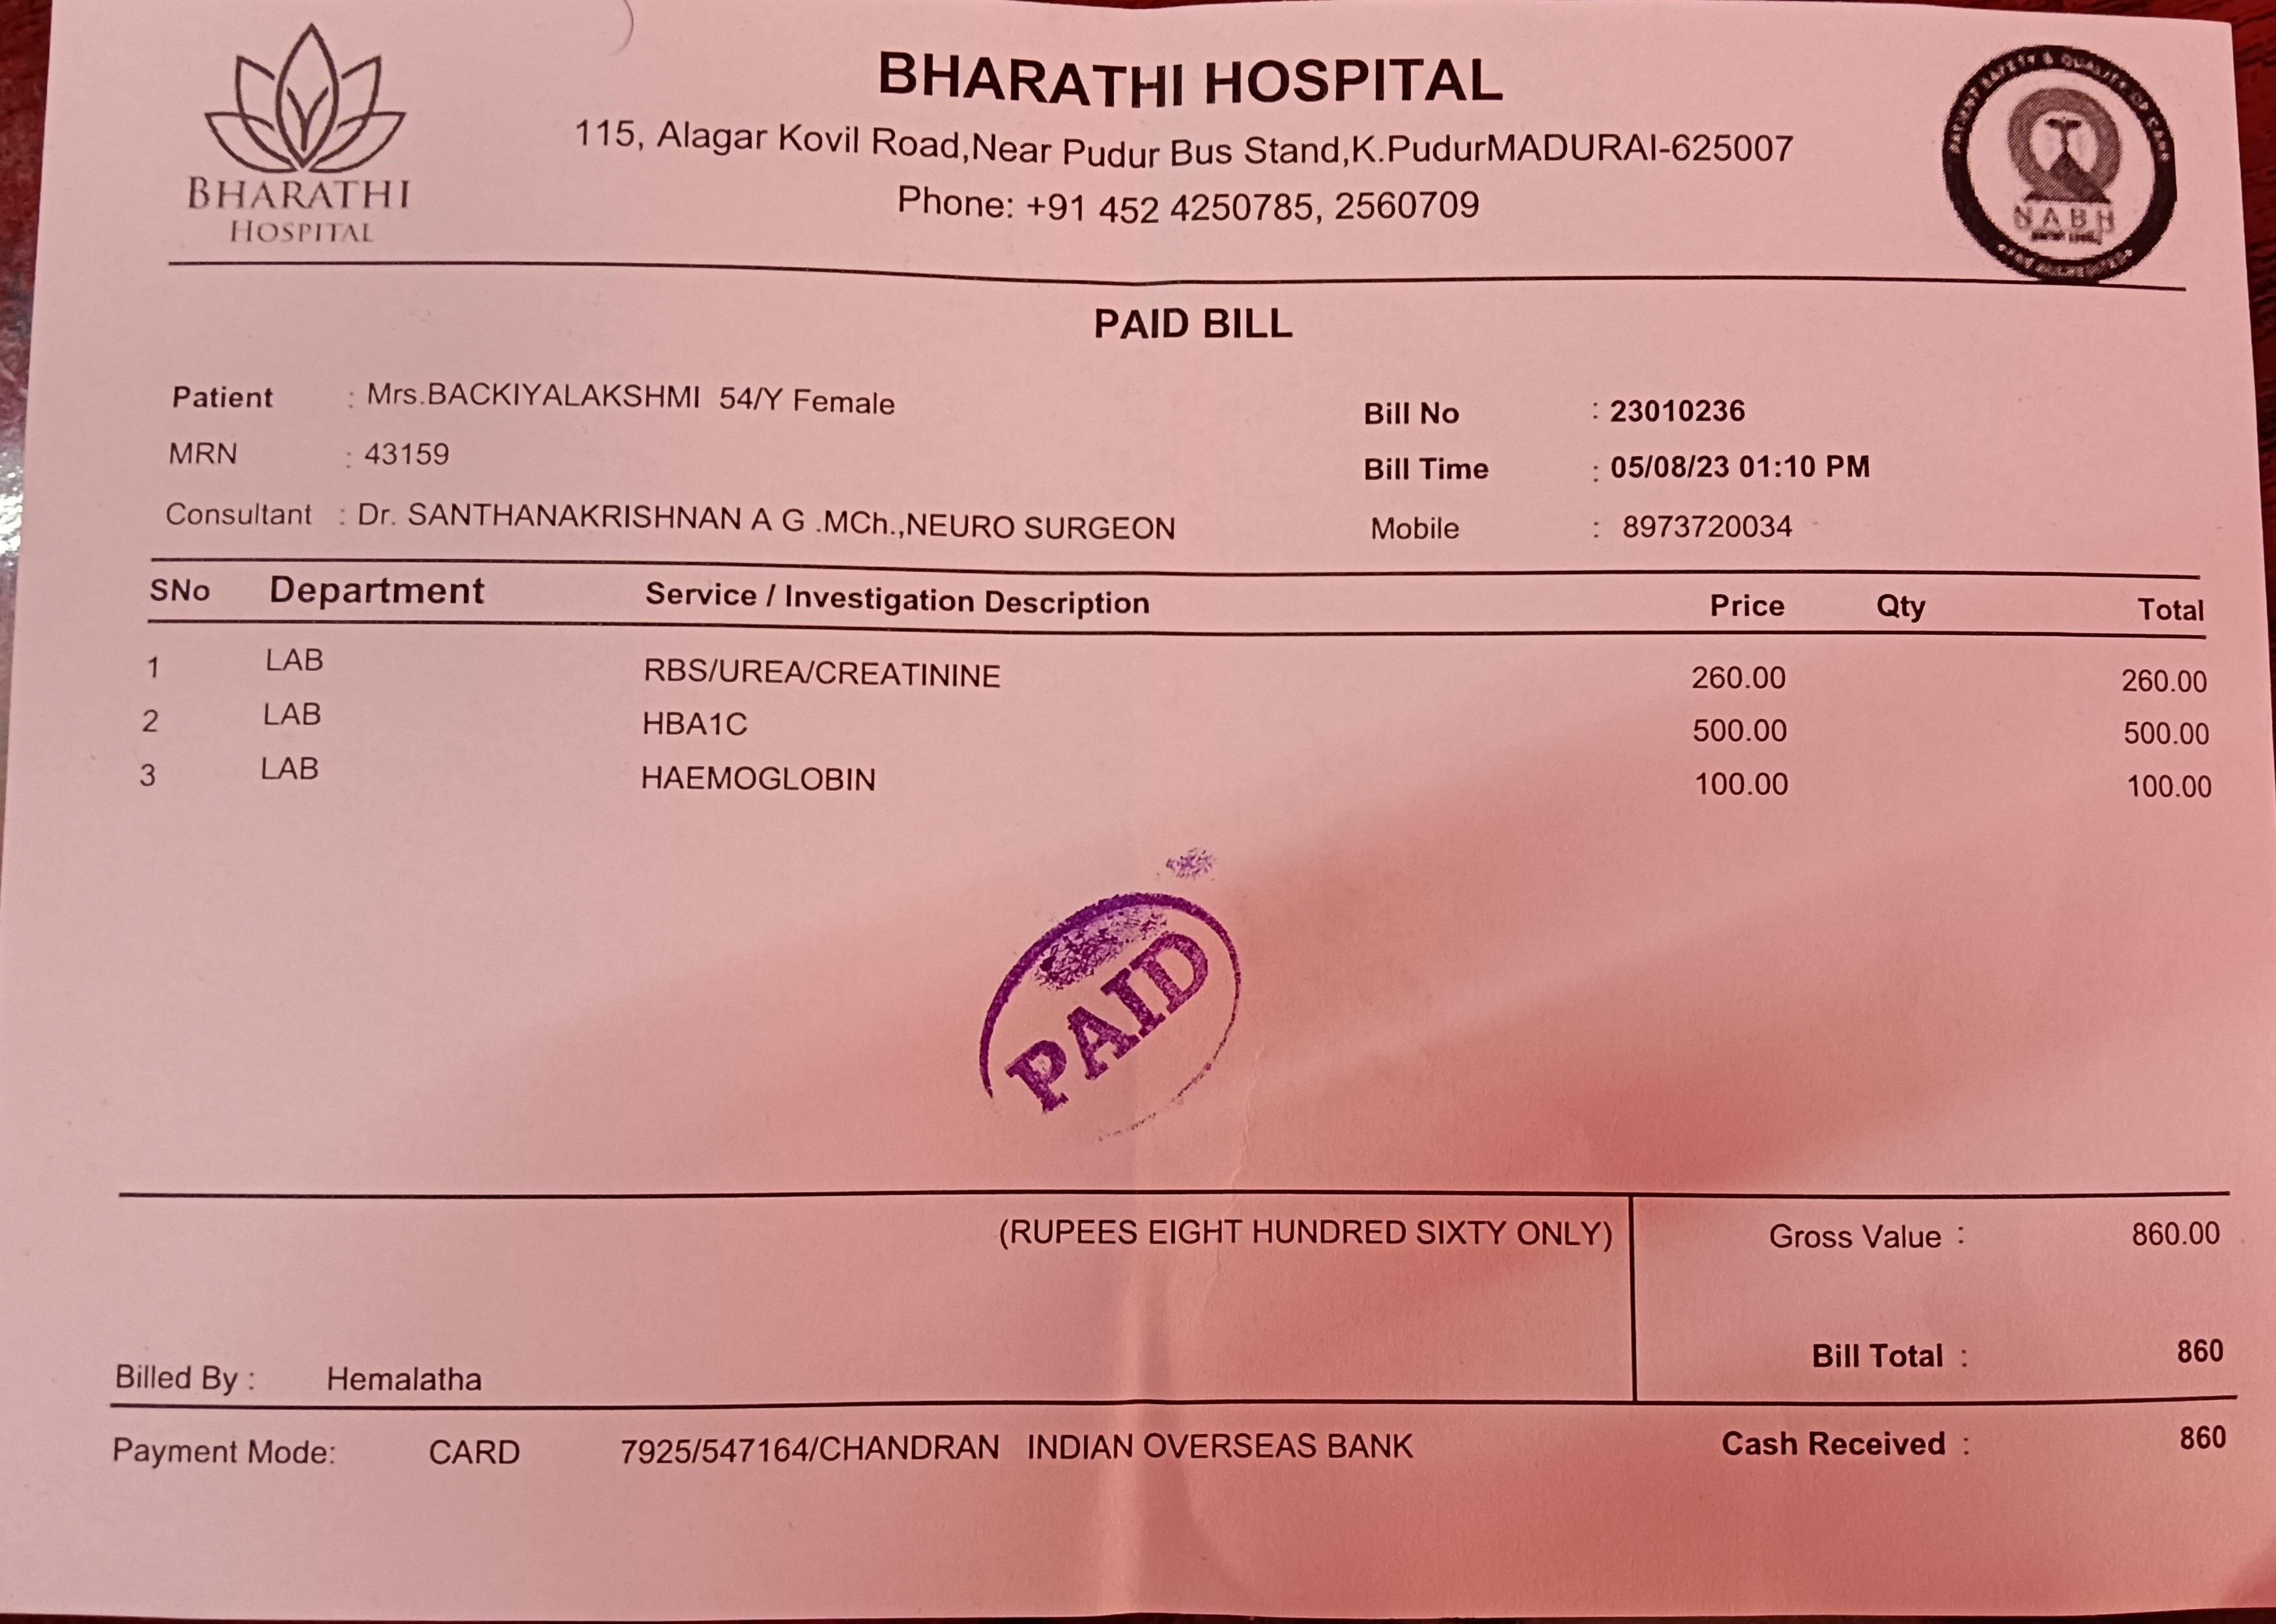 BHARATHI
HOSPITAL
BHARATHI HOSPITAL
115, Alagar Kovil Road,Near Pudur Bus Stand,K.PudurMADURAI-625007
Phone: +91 452 4250785, 2560709
PATIENT SAFETY & QUALITY OF CARE
NABH
PAID BILL
Patient : Mrs.BACKIYALAKSHMI 54/Y Female
Bill No : 23010236
MRN : 43159
Bill Time : 05/08/23 01:10 PM
Consultant : Dr. SANTHANAKRISHNAN A G .MCh.,NEURO SURGEON
Mobile : 8973720034
SNo Department Service / Investigation Description Price Qty Total
1 LAB RBS/UREA/CREATININE 260.00 260.00
2 LAB HBA1C 500.00 500.00
3 LAB HAEMOGLOBIN 100.00 100.00
PAID
(RUPEES EIGHT HUNDRED SIXTY ONLY) Gross Value : 860.00
Bill Total : 860
Billed By : Hemalatha
Payment Mode: CARD 7925/547164/CHANDRAN INDIAN OVERSEAS BANK Cash Received : 860